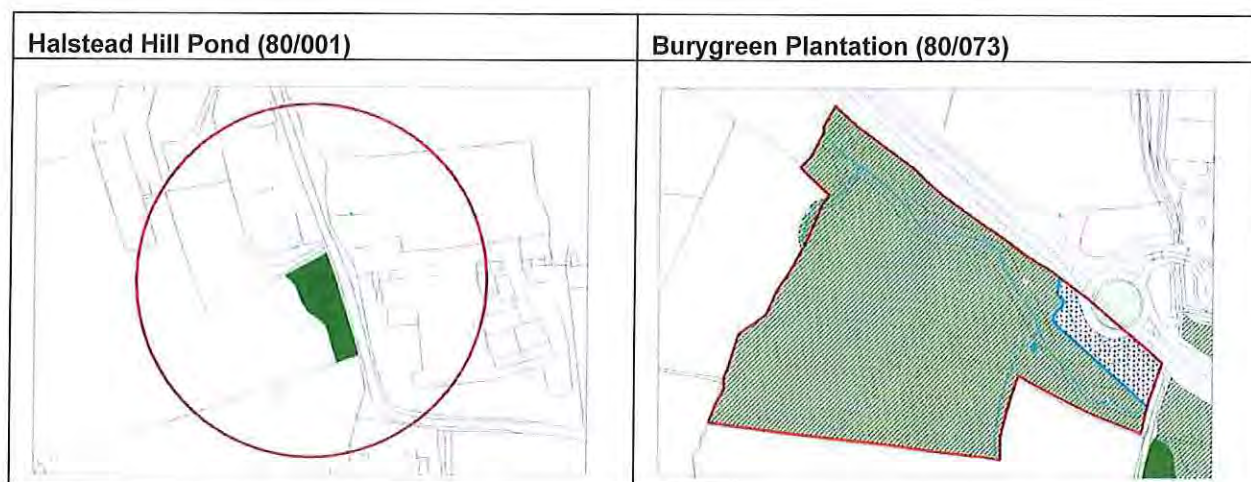 Halstead Hill Pond (80/001)
Burygreen Plantation (80/073)